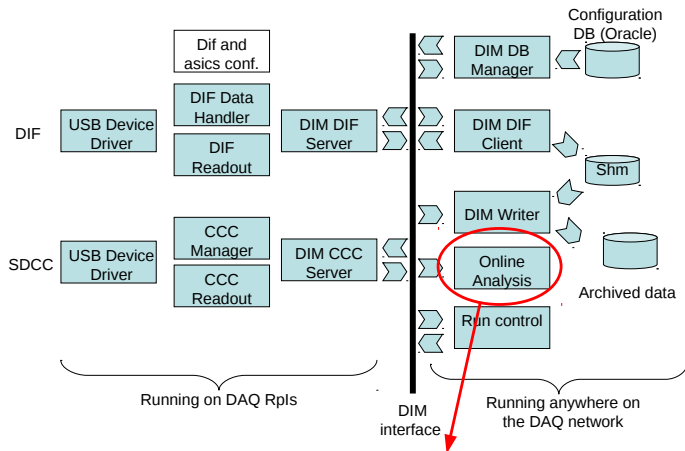 Configuration
DB (Oracle)
Dif and
asics conf.
DIM DB
Manager
DIF
USB Device
Driver
DIF Data
Handler
DIF
Readout
DIM DIF
Server
DIM DIF
Client
Shm
DIM Writer
SDCC
USB Device
Driver
CCC
Manager
CCC
Readout
DIM CCC
Server
Online
Analysis
Archived data
Run control
Running on DAQ RpIs
DIM
interface
Running anywhere on
the DAQ network